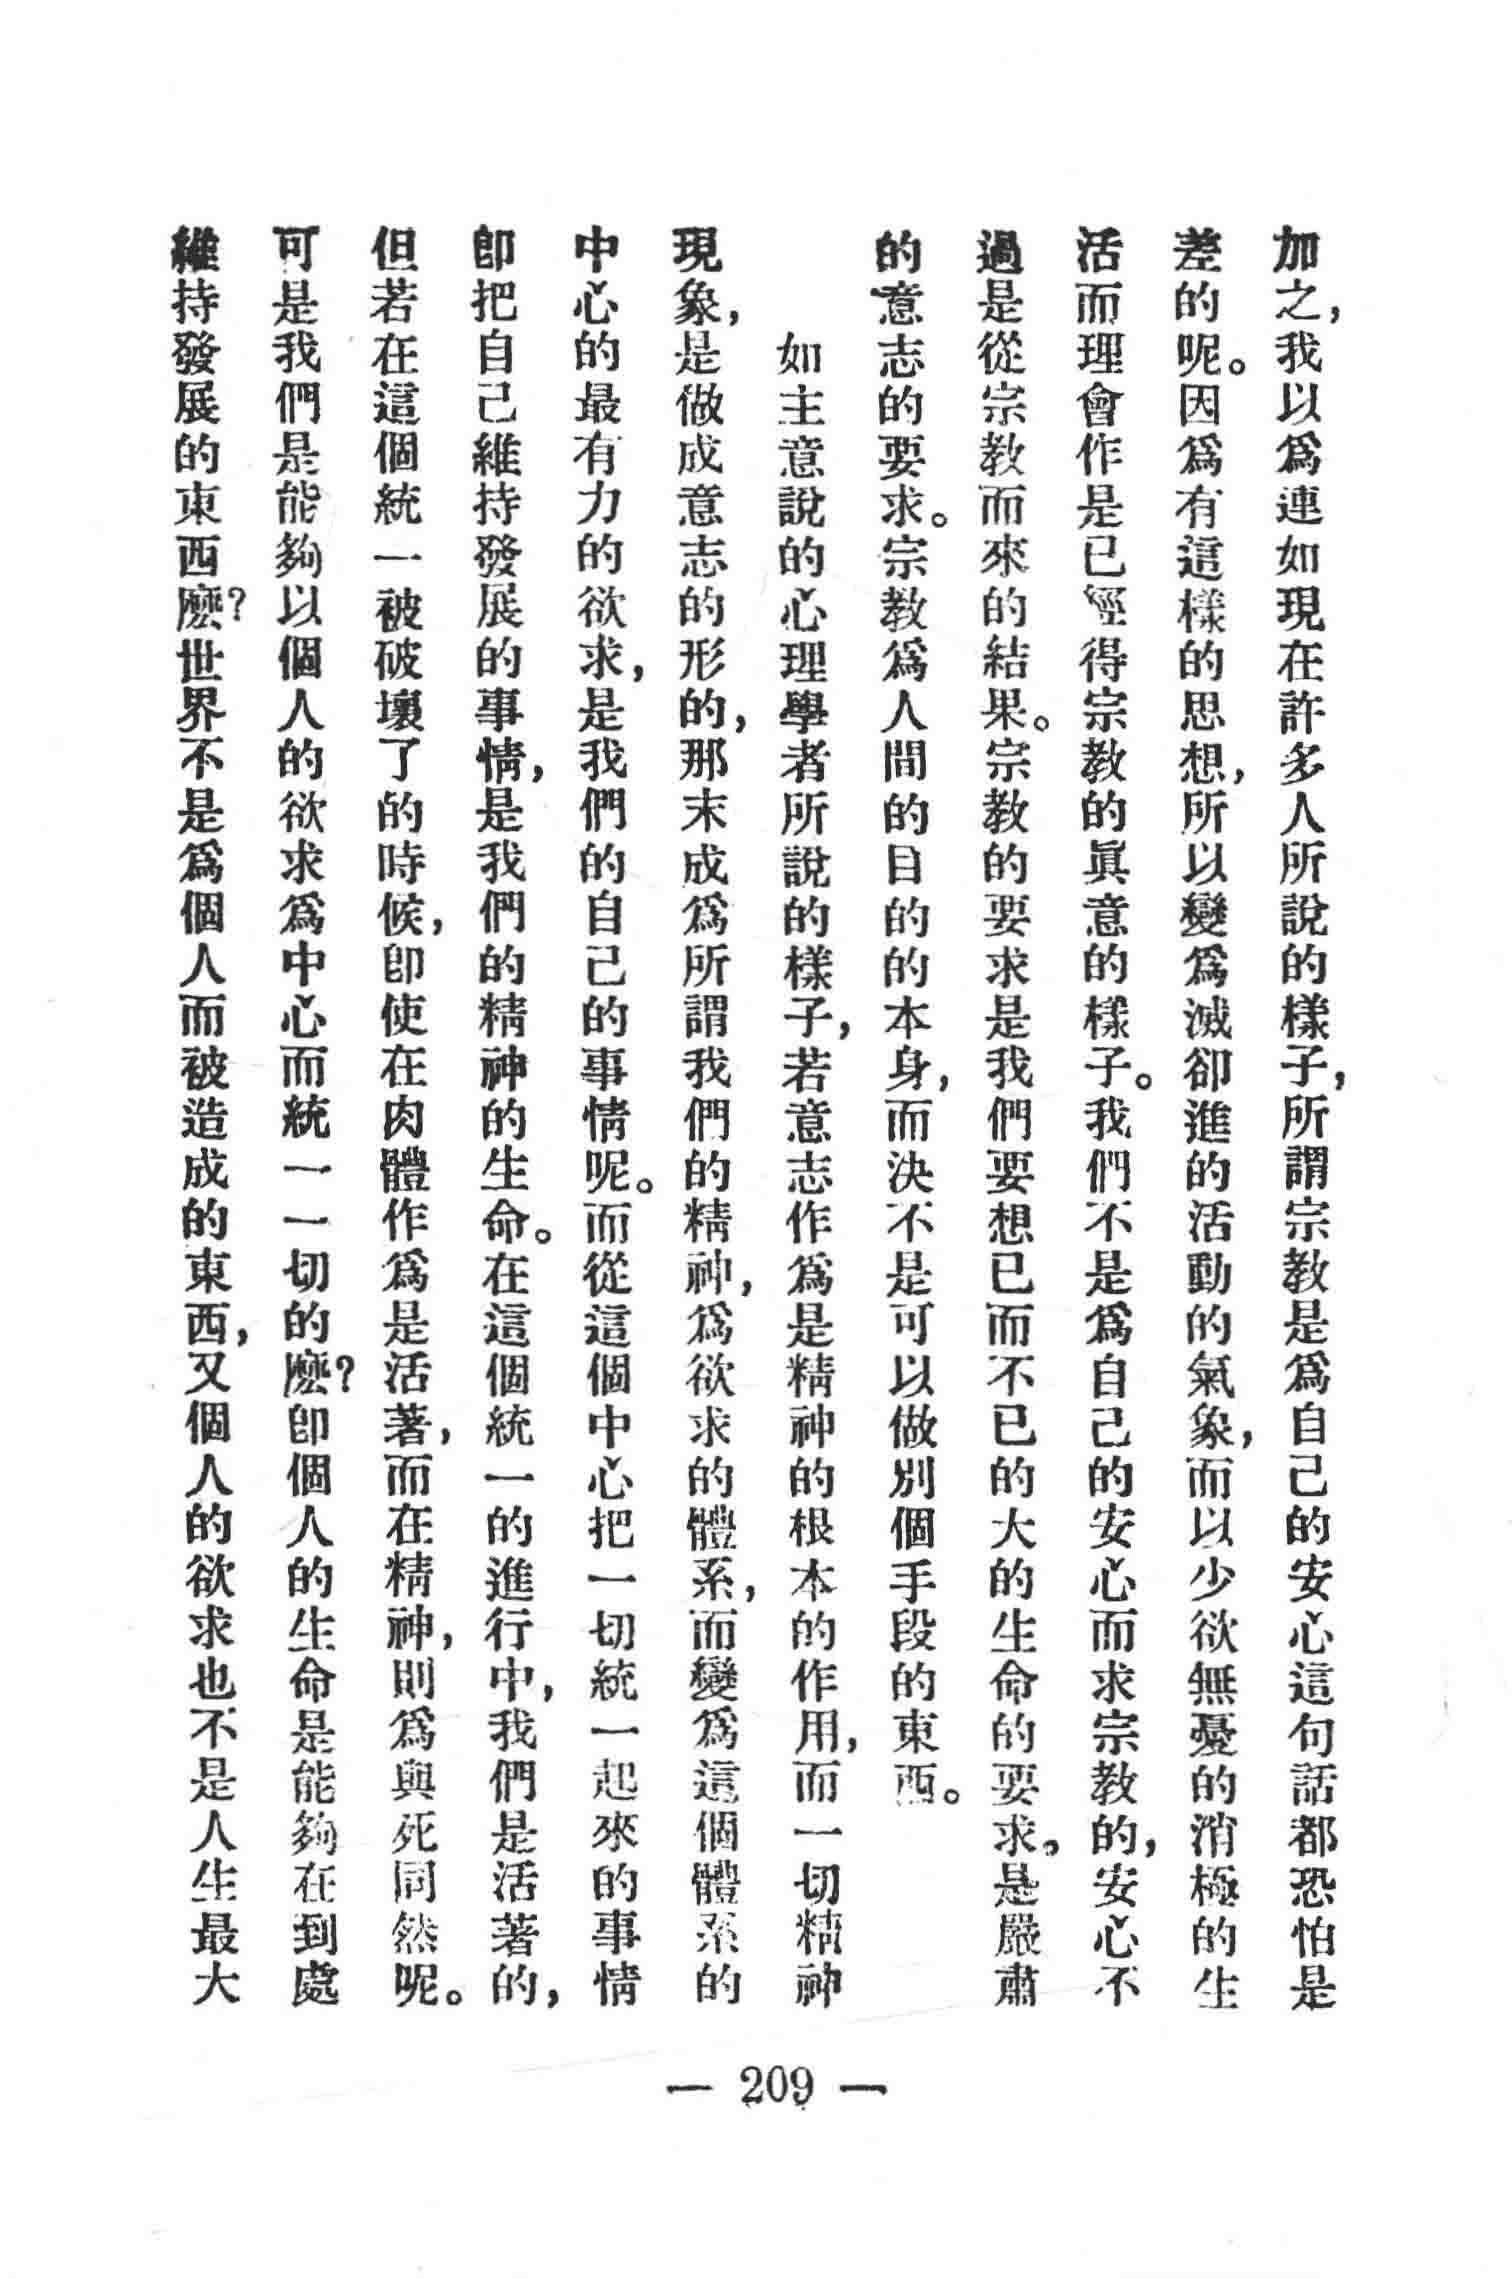 加之,我以爲連如現在許多人所說的樣子,所謂宗教是爲自己的安心這句話都恐怕是
差的呢。因爲有這樣的思想,所以變爲滅卻進的活動的氣象,而以少欲無憂的消極的生
活而理會作是已經得宗教的眞意的樣子。我們不是爲自己的安心而求宗教的,安心不
過是從宗教而來的結果。宗教的要求是我們要想已而不已的大的生命的要求。是嚴肅
的意志的要求。宗教爲人間的目的的本身,而決不是可以做別個手段的東西。
如主意說的心理學者所說的樣子,若意志作爲是精神的根本的作用,而一切精神
現象,是做成意志的形的,那末成爲所謂我們的精神,爲欲求的體系,而變爲這個體系的
中心的最有力的欲求,是我們的自己的事情呢。而從這個中心把一切統一起來的事情
卽把自己維持發展的事情,是我們的精神的生命。在這個統一的進行中,我們是活著的,
但若在這個統一被破壞了的時候,卽使在肉體作爲是活著,而在精神,則爲與死同然呢。
可是我們是能夠以個人的欲求爲中心而統一一切的麽?卽個人的生命是能夠在到處
維持發展的東西麽?世界不是爲個人而被造成的東西,又個人的欲求也不是人生最大
— 209 —